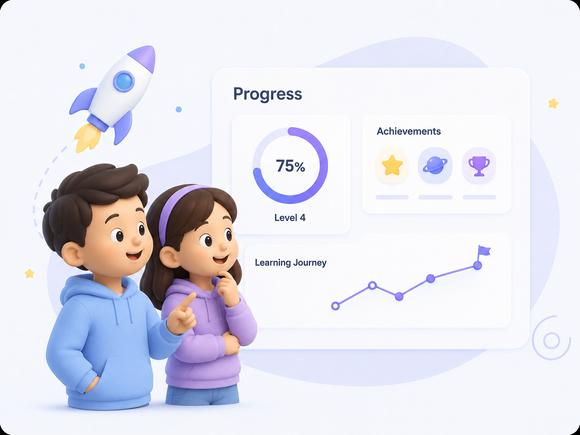 Progress
75%
Level 4
Achievements
Learning Journey